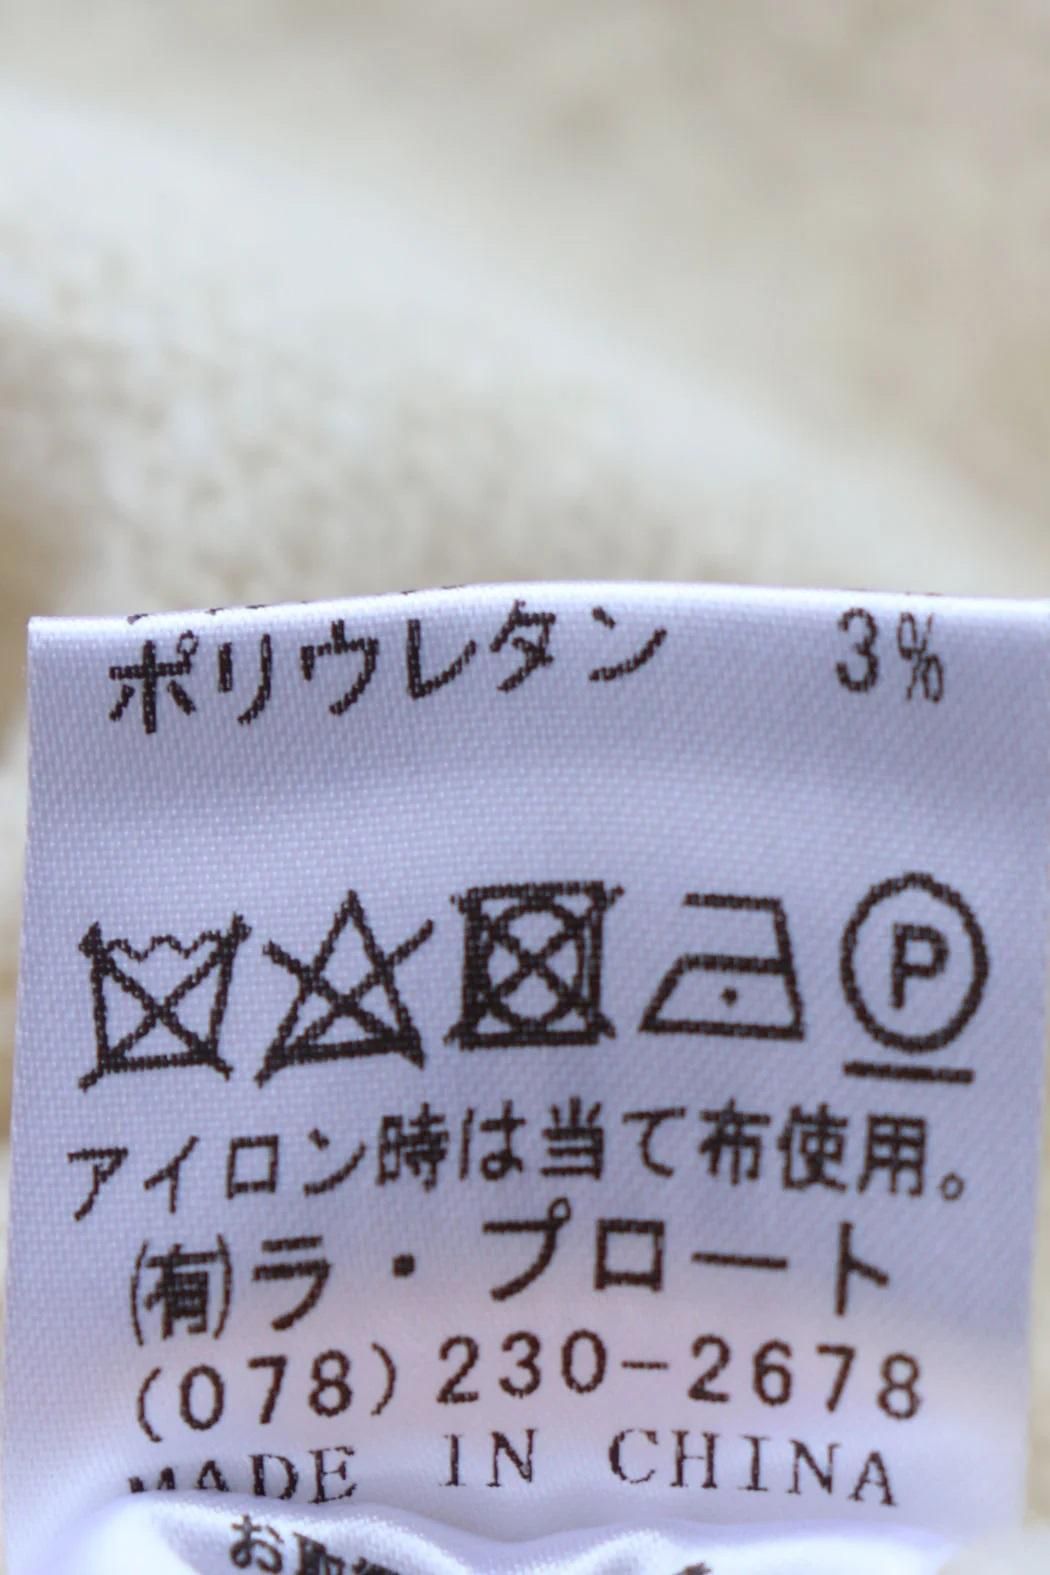 ポリウレタン 3%
P
アイロン時は当て布使用。
(有)ラ・プロート
(078)230-2678
MADE IN CHINA